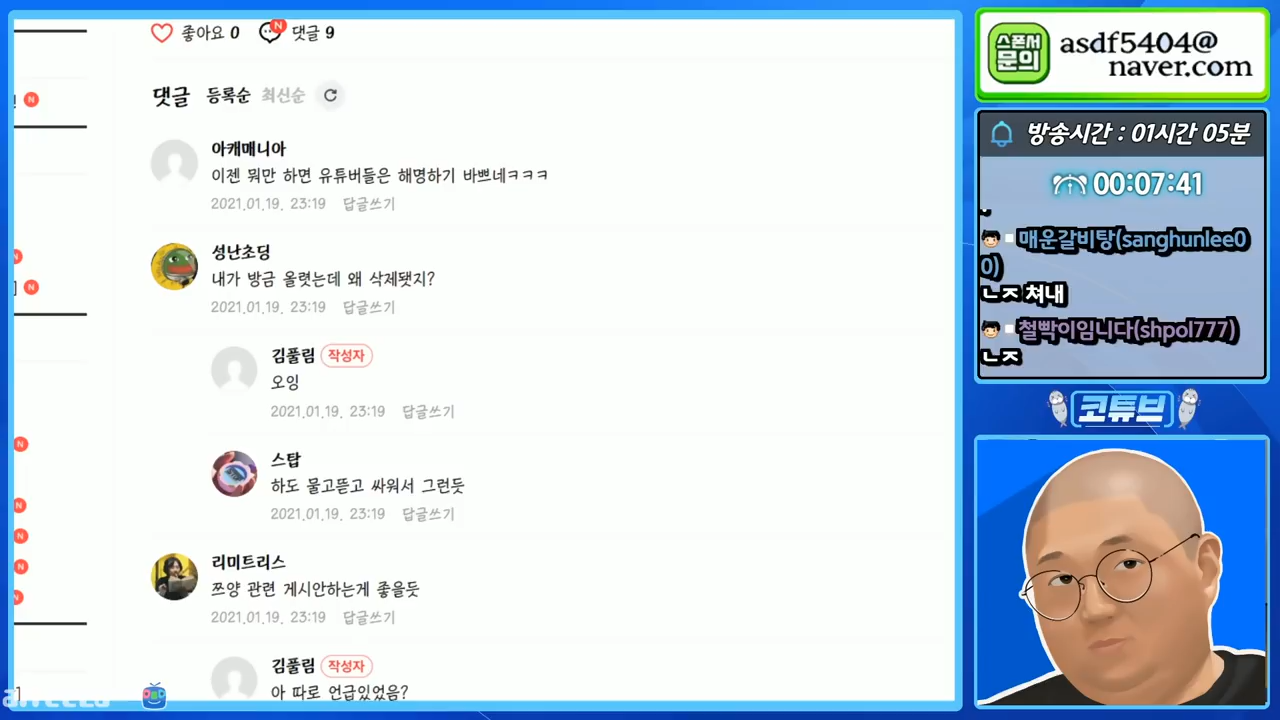 좋아요 0 댓글 9
댓글 등록순 최신순
아캐매니아
이젠 뭐만 하면 유튜버들은 해명하기 바쁘네ㅋㅋㅋ
2021.01.19. 23:19 답글쓰기
성난초딩
내가 방금 올렷는데 왜 삭제됐지?
2021.01.19. 23:19 답글쓰기
김풀림 작성자
오잉
2021.01.19. 23:19 답글쓰기
스탑
하도 물고뜯고 싸워서 그런듯
2021.01.19. 23:19 답글쓰기
리미트리스
쯔양 관련 게시안하는게 좋을듯
2021.01.19. 23:19 답글쓰기
김풀림 작성자
아 따로 언급있었음?
스폰서
문의
asdf5404@
naver.com
방송시간 : 01시간 05분
00:07:41
매운갈비탕(sanghunlee0
0)
ㄴㅈ 쳐내
철빡이임니다(shpol777)
ㄴㅈ
코튜브